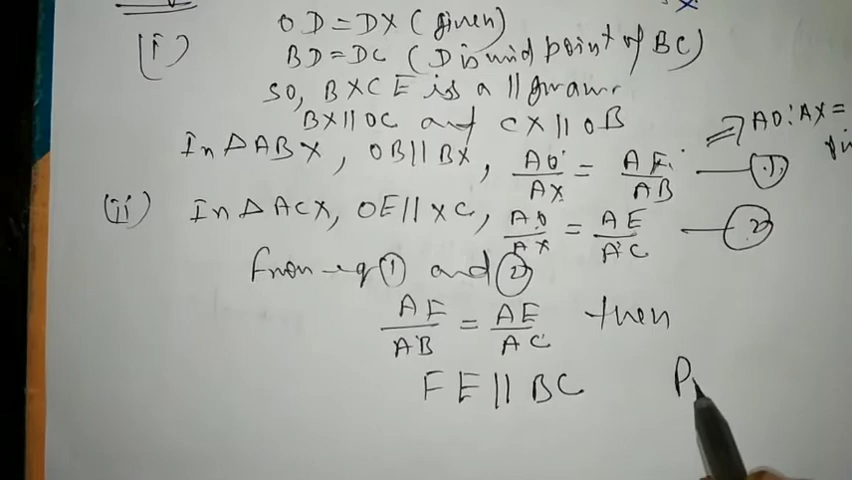 OD = DX (given)
(i) BD = DC (D is mid point of BC)
so, BXCE is a ||gram.
BX || OC and CX || OB
⇒ AO:AX =
In △ABX, OB || BX, AO/AX = AF/AB — (1)
(ii) In △ACX, OE || XC, AO/AX = AE/AC — (2)
from eq (1) and (2)
AF/AB = AE/AC then
FE || BC P